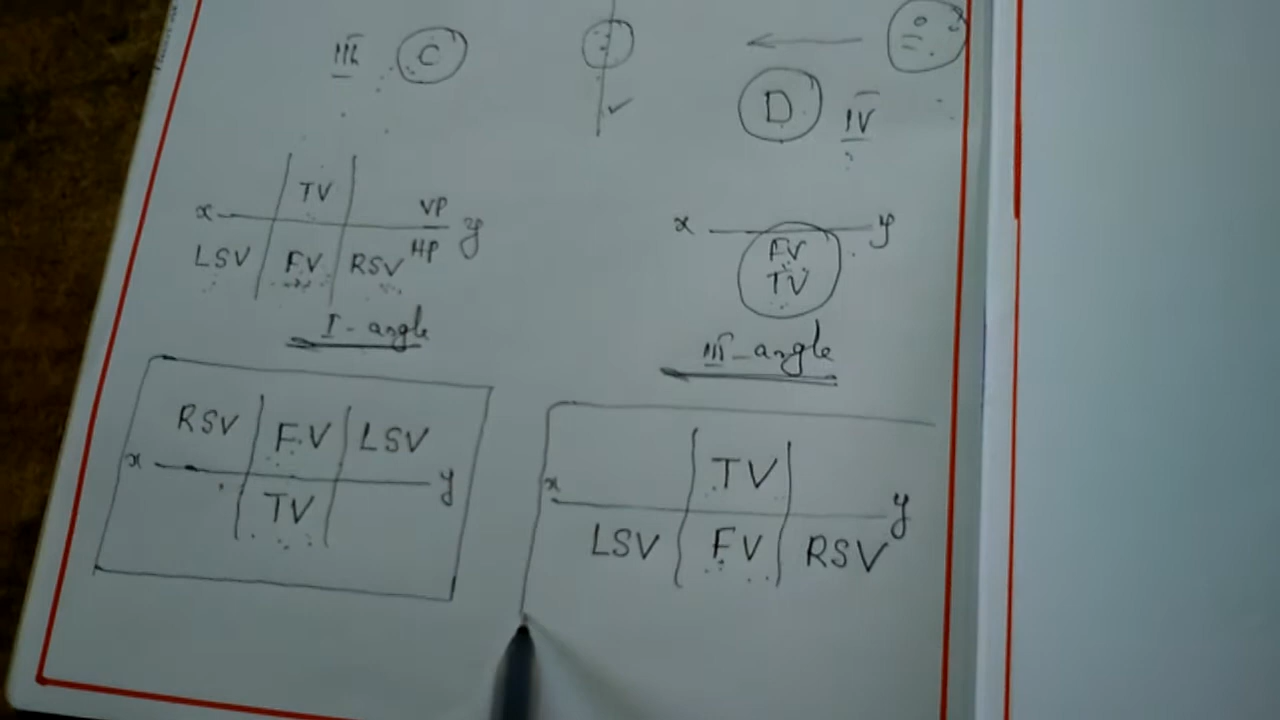 III C
D IV
TV
x VP y
LSV FV RSV HP
x y
FV
TV
I - angle
III - angle
RSV FV LSV
x y
TV
TV
x y
LSV FV RSV